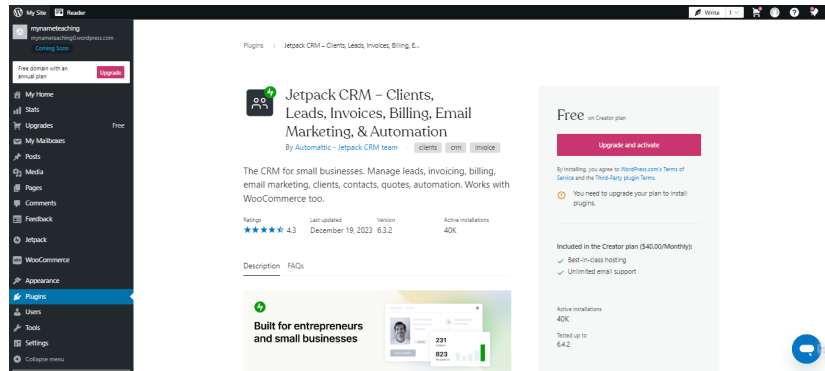 My Site
Reader
Write 1
mynameteaching
mynameteaching0.wordpress.com
Coming Soon
Free domain with an
annual plan
Upgrade
My Home
Stats
Upgrades Free
My Mailboxes
Posts
Media
Pages
Comments
Feedback
Jetpack
WooCommerce
Appearance
Plugins
Users
Tools
Settings
Collapse menu
Plugins > Jetpack CRM – Clients, Leads, Invoices, Billing, E...
Jetpack CRM – Clients,
Leads, Invoices, Billing, Email
Marketing, & Automation
By Automattic - Jetpack CRM team · clients crm invoice
The CRM for small businesses. Manage leads, invoicing, billing,
email marketing, clients, contacts, quotes, automation. Works with
WooCommerce too.
Ratings Last updated Version Active installations
4.3 December 19, 2023 6.3.2 40K
Description FAQs
Built for entrepreneurs
and small businesses
231
823
Free on Creator plan
Upgrade and activate
By installing, you agree to WordPress.com's Terms of
Service and the Third-Party plugin Terms.
You need to upgrade your plan to install
plugins.
Included in the Creator plan ($40.00/Monthly):
Best-in-class hosting
Unlimited email support
Active installations
40K
Tested up to
6.4.2